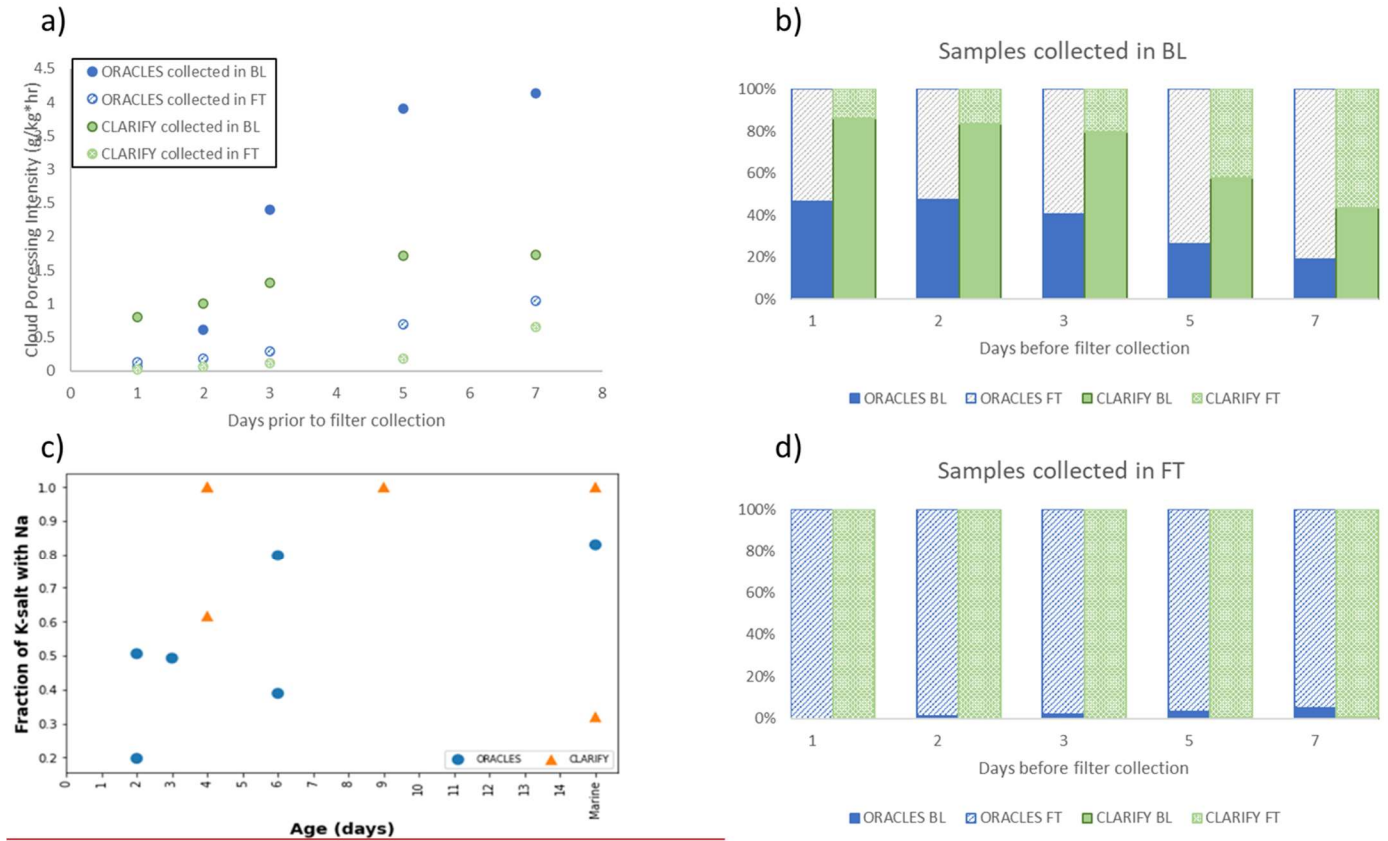 a)
Cloud Porcessing Intensity (g/kg*hr)
4.5
4
3.5
3
2.5
2
1.5
1
0.5
0
ORACLES collected in BL
ORACLES collected in FT
CLARIFY collected in BL
CLARIFY collected in FT
0 1 2 3 4 5 6 7 8
Days prior to filter collection
b)
Samples collected in BL
100%
80%
60%
40%
20%
0%
1 2 3 5 7
Days before filter collection
ORACLES BL ORACLES FT CLARIFY BL CLARIFY FT
c)
Fraction of K-salt with Na
1.0
0.9
0.8
0.7
0.6
0.5
0.4
0.3
0.2
ORACLES CLARIFY
0 1 2 3 4 5 6 7 8 9 10 11 12 13 14 Marine
Age (days)
d)
Samples collected in FT
100%
80%
60%
40%
20%
0%
1 2 3 5 7
Days before filter collection
ORACLES BL ORACLES FT CLARIFY BL CLARIFY FT